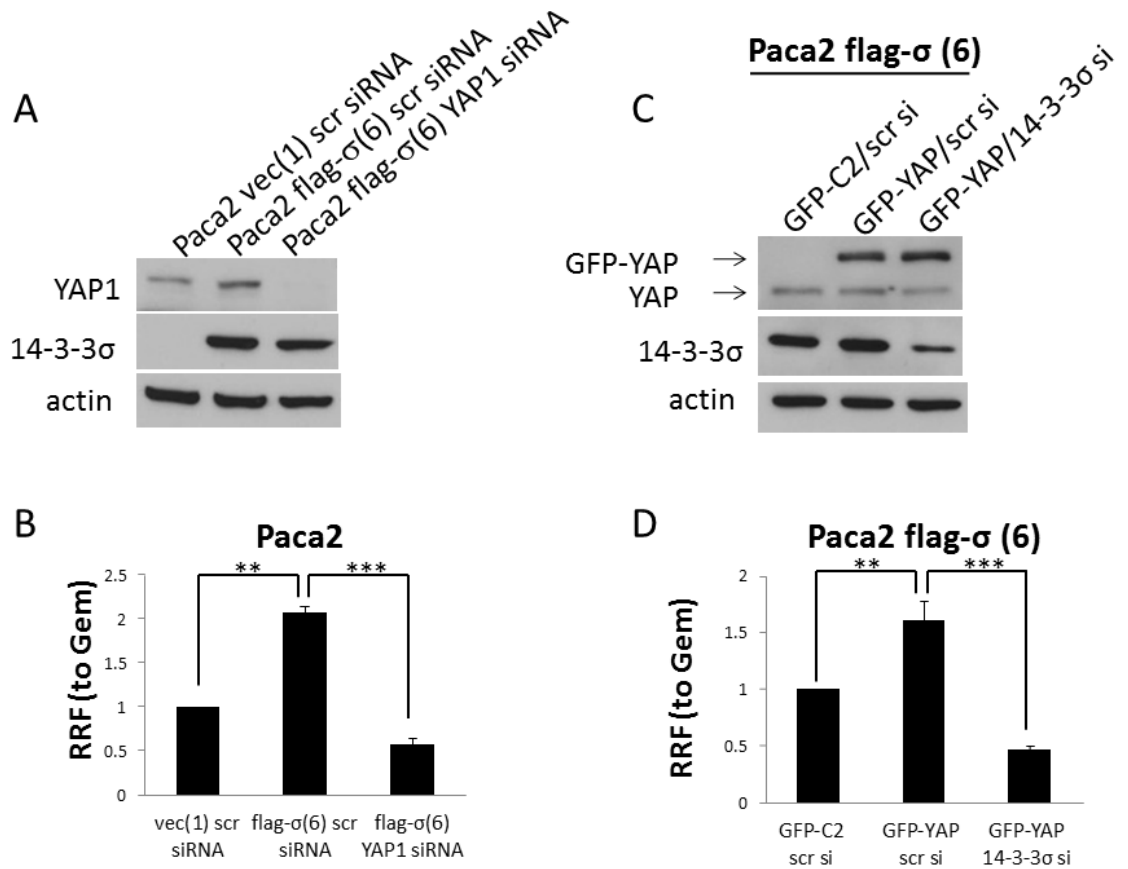 A
Paca2 vec(1) scr siRNA
Paca2 flag-σ(6) scr siRNA
Paca2 flag-σ(6) YAP1 siRNA
YAP1
14-3-3σ
actin
Paca2 flag-σ (6)
C
GFP-C2/scr si
GFP-YAP/scr si
GFP-YAP/14-3-3σ si
GFP-YAP
YAP
14-3-3σ
actin
B
Paca2
** ***
RRF (to Gem)
2.5
2
1.5
1
0.5
0
vec(1) scr
siRNA
flag-σ(6) scr
siRNA
flag-σ(6)
YAP1 siRNA
D
Paca2 flag-σ (6)
** ***
RRF (to Gem)
2
1.5
1
0.5
0
GFP-C2
scr si
GFP-YAP
scr si
GFP-YAP
14-3-3σ si